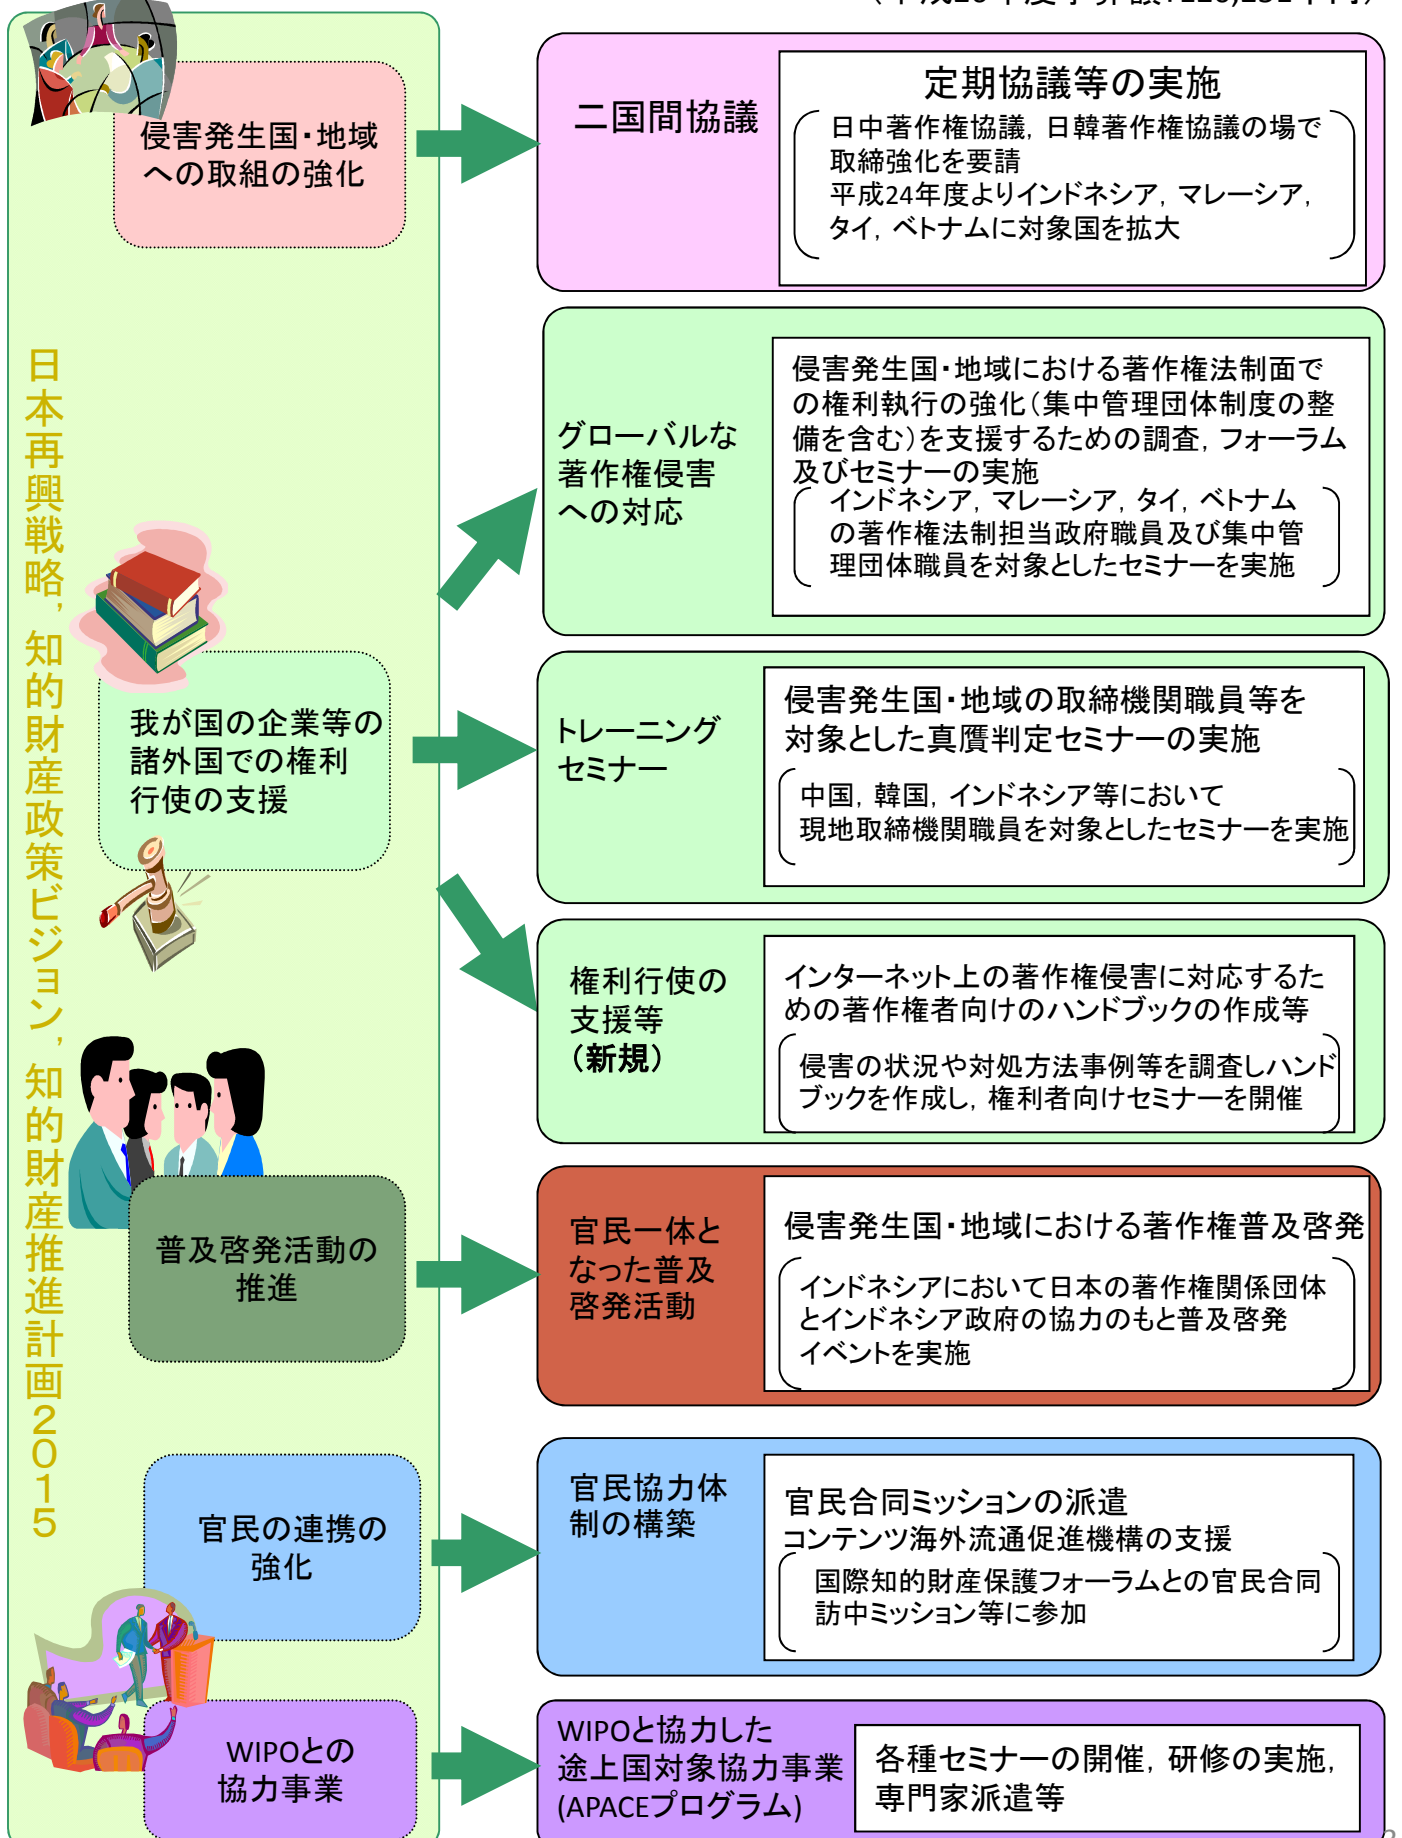 日本再興戦略，知的財産政策ビジョン，知的財産推進計画２０１５
侵害発生国・地域
への取組の強化
二国間協議
定期協議等の実施
日中著作権協議，日韓著作権協議の場で
取締強化を要請
平成24年度よりインドネシア，マレーシア，
タイ，ベトナムに対象国を拡大
我が国の企業等の
諸外国での権利
行使の支援
グローバルな
著作権侵害
への対応
侵害発生国・地域における著作権法制面で
の権利執行の強化（集中管理団体制度の整
備を含む）を支援するための調査，フォーラム
及びセミナーの実施
インドネシア，マレーシア，タイ，ベトナム
の著作権法制担当政府職員及び集中管
理団体職員を対象としたセミナーを実施
トレーニング
セミナー
侵害発生国・地域の取締機関職員等を
対象とした真贋判定セミナーの実施
中国，韓国，インドネシア等において
現地取締機関職員を対象としたセミナーを実施
権利行使の
支援等
（新規）
インターネット上の著作権侵害に対応するた
めの著作権者向けのハンドブックの作成等
侵害の状況や対処方法事例等を調査しハンド
ブックを作成し，権利者向けセミナーを開催
普及啓発活動の
推進
官民一体と
なった普及
啓発活動
侵害発生国・地域における著作権普及啓発
インドネシアにおいて日本の著作権関係団体
とインドネシア政府の協力のもと普及啓発
イベントを実施
官民の連携の
強化
官民協力体
制の構築
官民合同ミッションの派遣
コンテンツ海外流通促進機構の支援
国際知的財産保護フォーラムとの官民合同
訪中ミッション等に参加
WIPOとの
協力事業
WIPOと協力した
途上国対象協力事業
(APACEプログラム)
各種セミナーの開催，研修の実施，
専門家派遣等